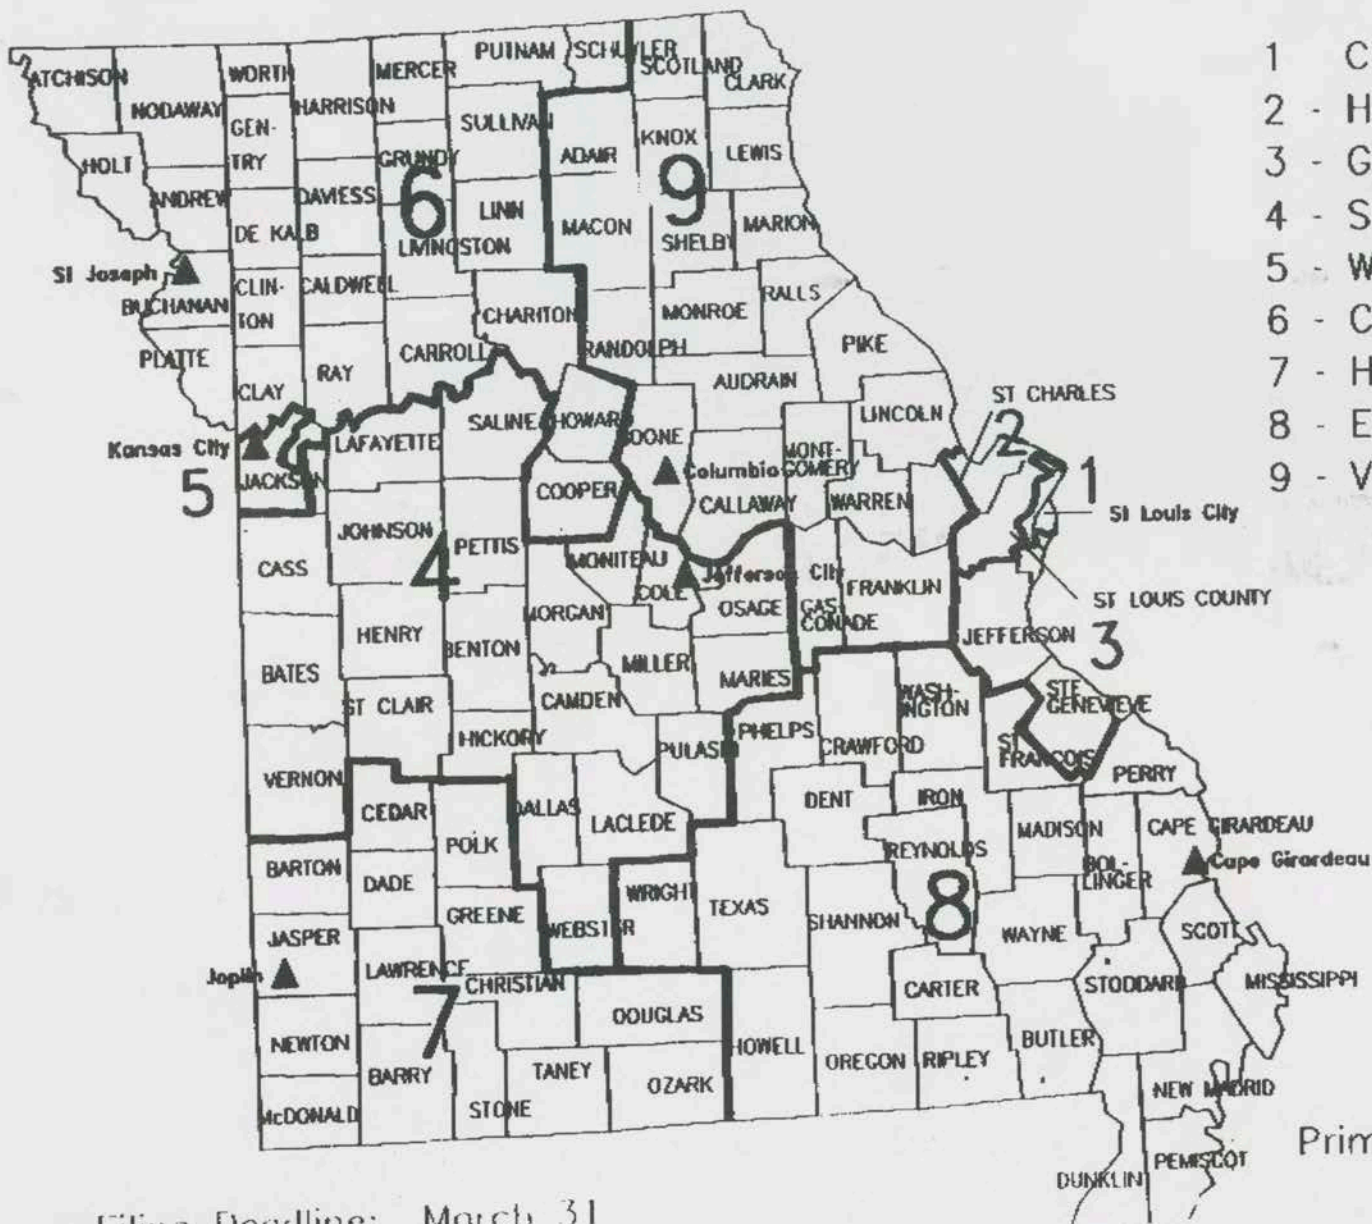 PUTNAM
SCHUYLER
SCOTLAND
CLARK
ATCHISON
NODAWAY
WORTH
HARRISON
MERCER
SULLIVAN
GEN-
TRY
HOLT
ANDREW
DE KALB
DAVIESS
GRUNDY
6
LINN
LIVINGSTON
ADAIR
KNOX
LEWIS
9
MACON
SHELBY
MARION
St Joseph
BUCHANAN
CLIN-
TON
CALDWELL
CHARITON
CARROLL
RANDOLPH
MONROE
RALLS
PIKE
AUDRAIN
PLATTE
CLAY
RAY
Kansas City
5
JACKSON
LAFAYETTE
SALINE
HOWARD
BOONE
Columbia
COOPER
CALLAWAY
MONT-
GOMERY
LINCOLN
WARREN
ST CHARLES
2
1
St Louis City
ST LOUIS COUNTY
CASS
JOHNSON
4
PETTIS
MONITEAU
COLE
Jefferson City
OSAGE
GAS
CONADE
FRANKLIN
JEFFERSON
3
BATES
HENRY
BENTON
MORGAN
MILLER
MARIES
ST CLAIR
CAMDEN
HICKORY
PULASKI
PHELPS
CRAWFORD
WASH-
INGTON
STE
GENEVIEVE
ST
FRANCOIS
PERRY
VERNON
CEDAR
POLK
DALLAS
LACLEDE
DENT
IRON
MADISON
CAPE GIRARDEAU
Cape Girardeau
BARTON
DADE
GREENE
WEBSTER
WRIGHT
TEXAS
REYNOLDS
SHANNON
8
WAYNE
BOL-
LINGER
SCOTT
MISSISSIPPI
STODDARD
JASPER
Joplin
LAWRENCE
7
CHRISTIAN
DOUGLAS
CARTER
NEWTON
BARRY
STONE
TANEY
OZARK
HOWELL
OREGON
RIPLEY
BUTLER
NEW MADRID
McDONALD
DUNKLIN
PEMISCOT
1 C
2 - H
3 - G
4 - S
5 - W
6 - C
7 - H
8 - E
9 - V
Prim
Filing Deadline: March 31